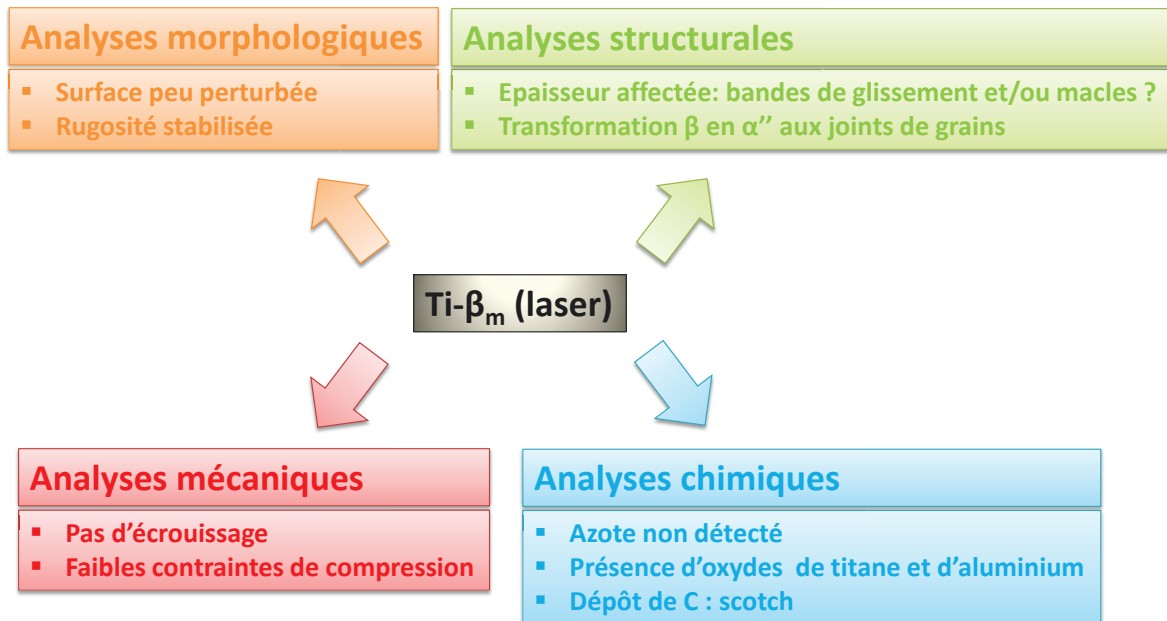 Analyses morphologiques
▪ Surface peu perturbée
▪ Rugosité stabilisée
Analyses structurales
▪ Epaisseur affectée: bandes de glissement et/ou macles ?
▪ Transformation β en α’’ aux joints de grains
Ti-βm (laser)
Analyses mécaniques
▪ Pas d’écrouissage
▪ Faibles contraintes de compression
Analyses chimiques
▪ Azote non détecté
▪ Présence d’oxydes de titane et d’aluminium
▪ Dépôt de C : scotch